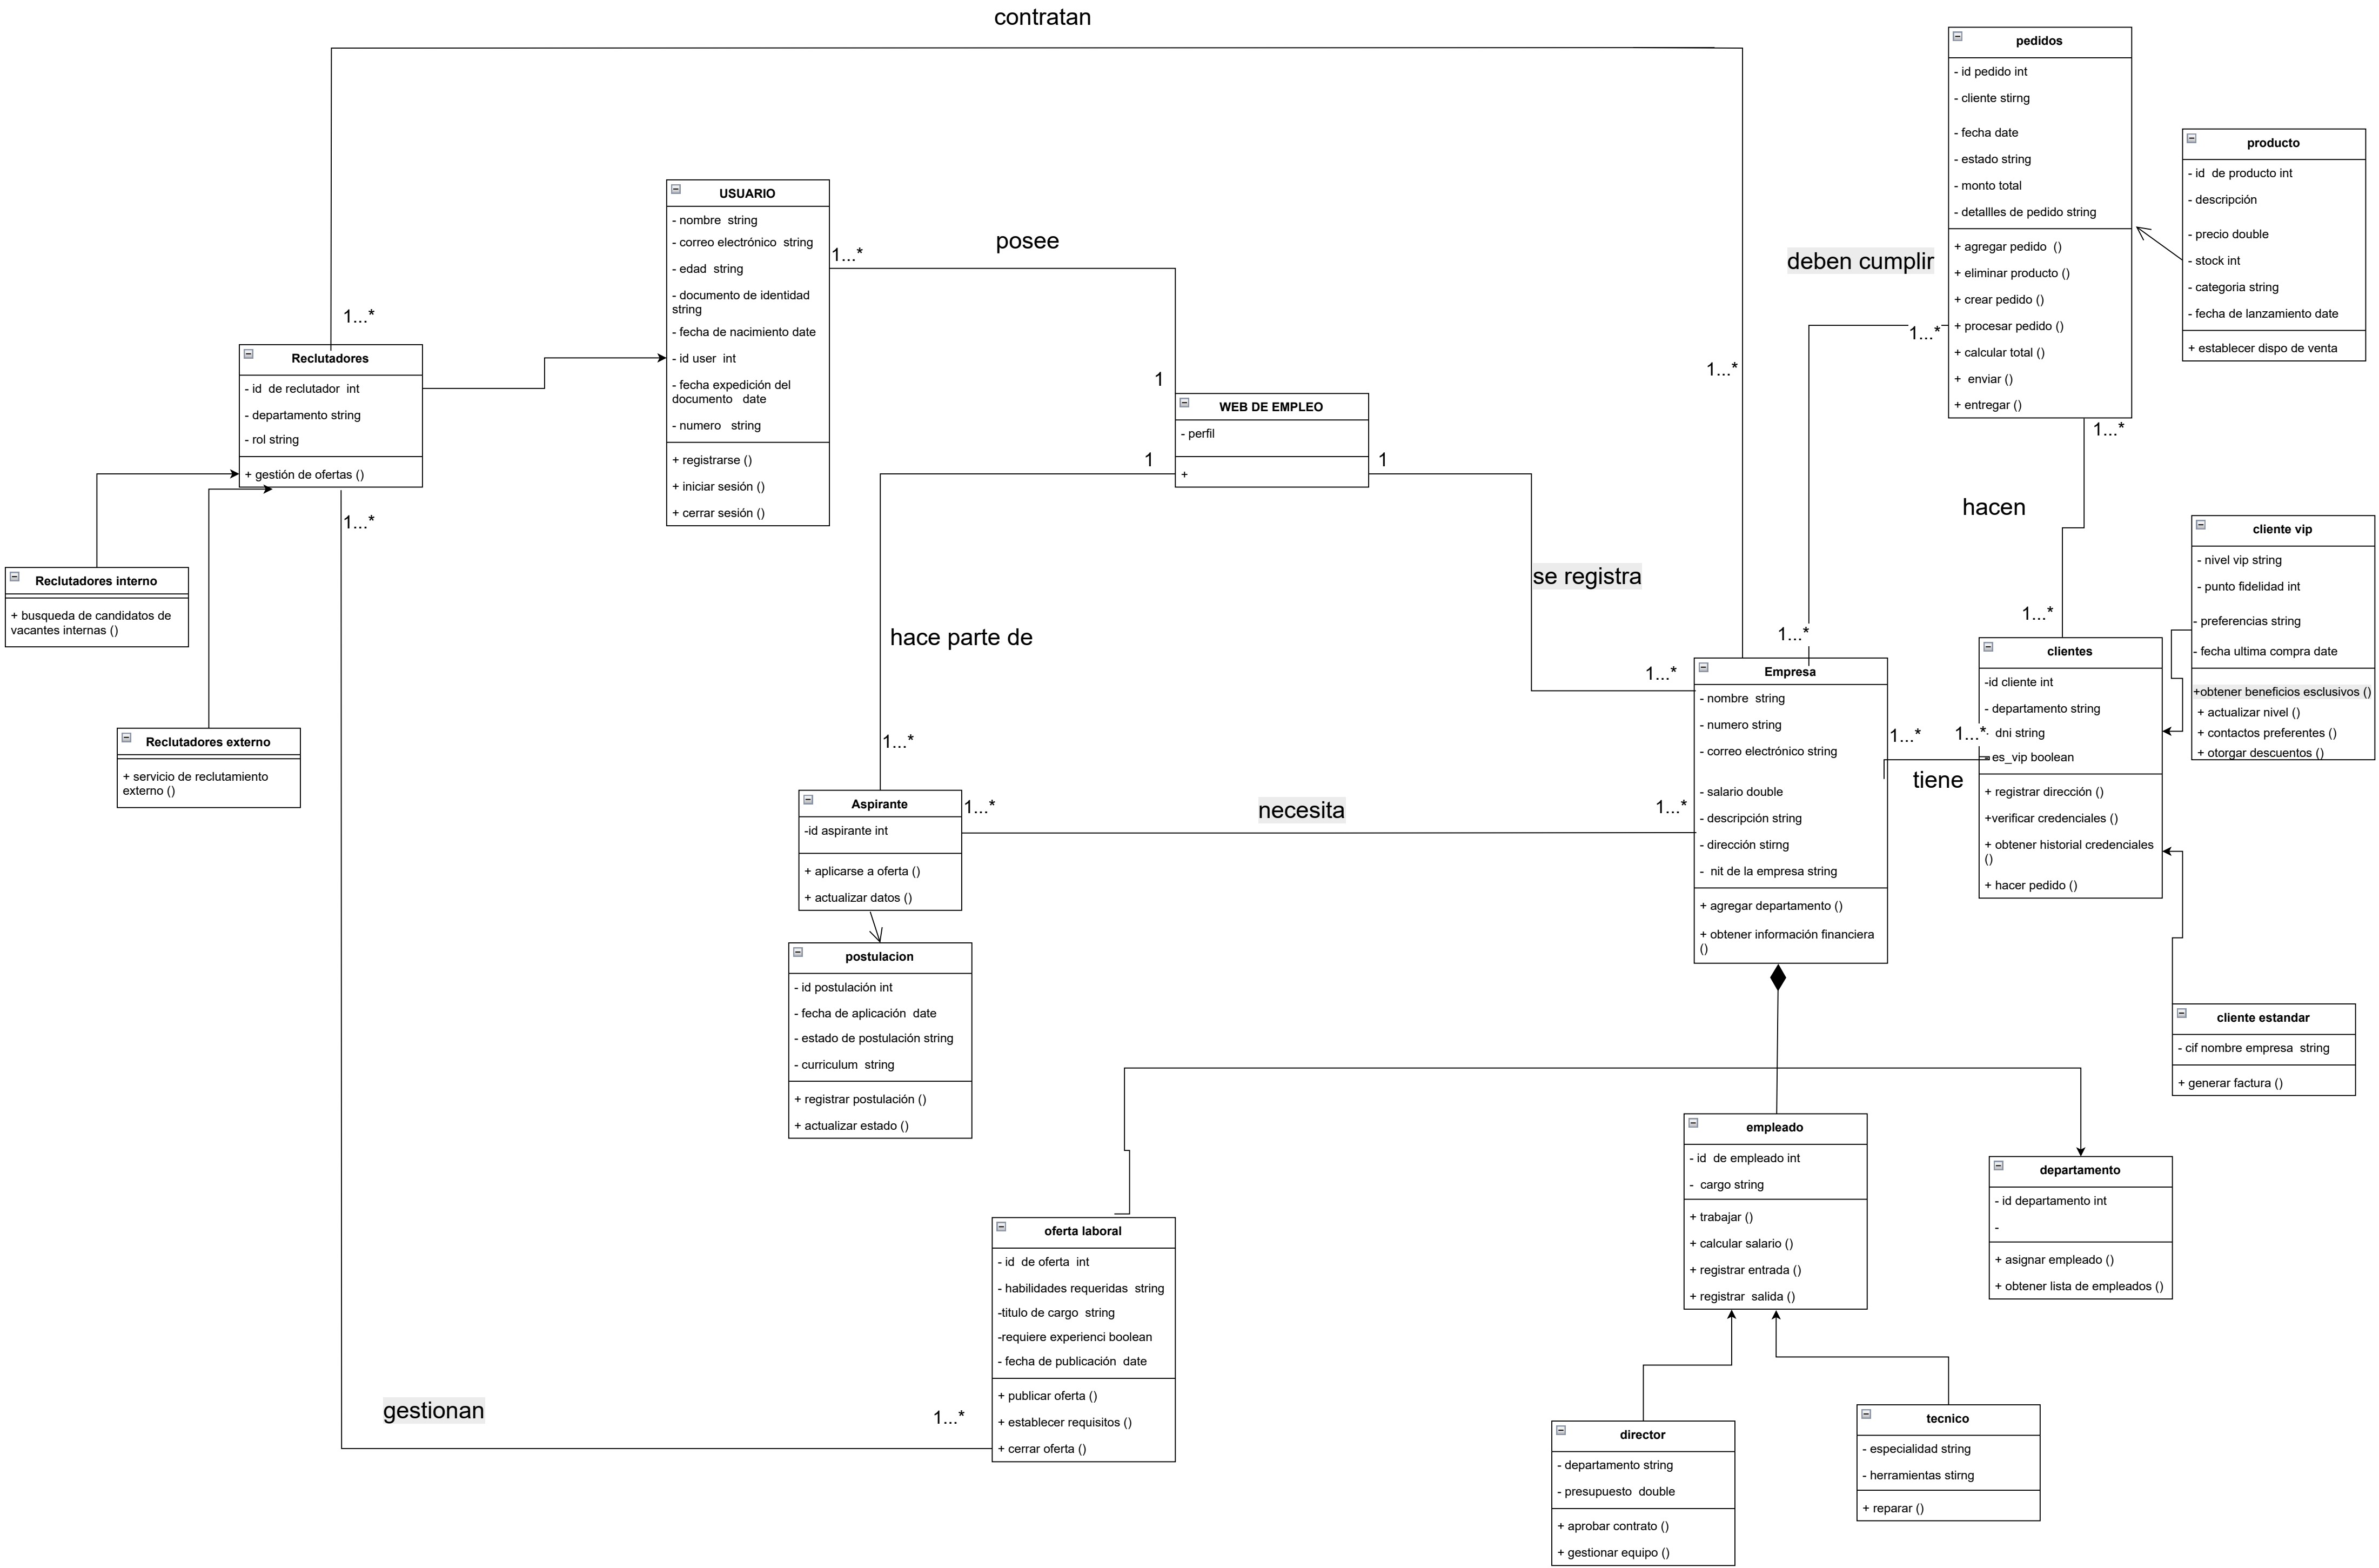 contratan
pedidos
- id pedido int
- cliente stirng
- fecha date
- estado string
- monto total
- detallles de pedido string
+ agregar pedido ()
+ eliminar producto ()
+ crear pedido ()
+ procesar pedido ()
+ calcular total ()
+ enviar ()
+ entregar ()
producto
- id de producto int
- descripción
- precio double
- stock int
- categoria string
- fecha de lanzamiento date
+ establecer dispo de venta
USUARIO
- nombre string
- correo electrónico string
- edad string
- documento de identidad
string
- fecha de nacimiento date
- id user int
- fecha expedición del
documento date
- numero string
+ registrarse ()
+ iniciar sesión ()
+ cerrar sesión ()
1...*
posee
1
deben cumplir
1...*
1...*
1...*
Reclutadores
- id de reclutador int
- departamento string
- rol string
+ gestión de ofertas ()
1...*
WEB DE EMPLEO
- perfil
+
1
1
1...*
hacen
1...*
Reclutadores interno
+ busqueda de candidatos de
vacantes internas ()
Reclutadores externo
+ servicio de reclutamiento
externo ()
se registra
hace parte de
1...*
1...*
1...*
cliente vip
- nivel vip string
- punto fidelidad int
- preferencias string
- fecha ultima compra date
+obtener beneficios esclusivos ()
+ actualizar nivel ()
+ contactos preferentes ()
+ otorgar descuentos ()
Empresa
- nombre string
- numero string
- correo electrónico string
- salario double
- descripción string
- dirección stirng
- nit de la empresa string
+ agregar departamento ()
+ obtener información financiera
()
1...*
1...*
tiene
clientes
-id cliente int
- departamento string
- dni string
es_vip boolean
+ registrar dirección ()
+verificar credenciales ()
+ obtener historial credenciales
()
+ hacer pedido ()
Aspirante
-id aspirante int
+ aplicarse a oferta ()
+ actualizar datos ()
1...*
necesita
1...*
postulacion
- id postulación int
- fecha de aplicación date
- estado de postulación string
- curriculum string
+ registrar postulación ()
+ actualizar estado ()
cliente estandar
- cif nombre empresa string
+ generar factura ()
empleado
- id de empleado int
- cargo string
+ trabajar ()
+ calcular salario ()
+ registrar entrada ()
+ registrar salida ()
departamento
- id departamento int
-
+ asignar empleado ()
+ obtener lista de empleados ()
oferta laboral
- id de oferta int
- habilidades requeridas string
-titulo de cargo string
-requiere experienci boolean
- fecha de publicación date
+ publicar oferta ()
+ establecer requisitos ()
+ cerrar oferta ()
gestionan
1...*
director
- departamento string
- presupuesto double
+ aprobar contrato ()
+ gestionar equipo ()
tecnico
- especialidad string
- herramientas stirng
+ reparar ()